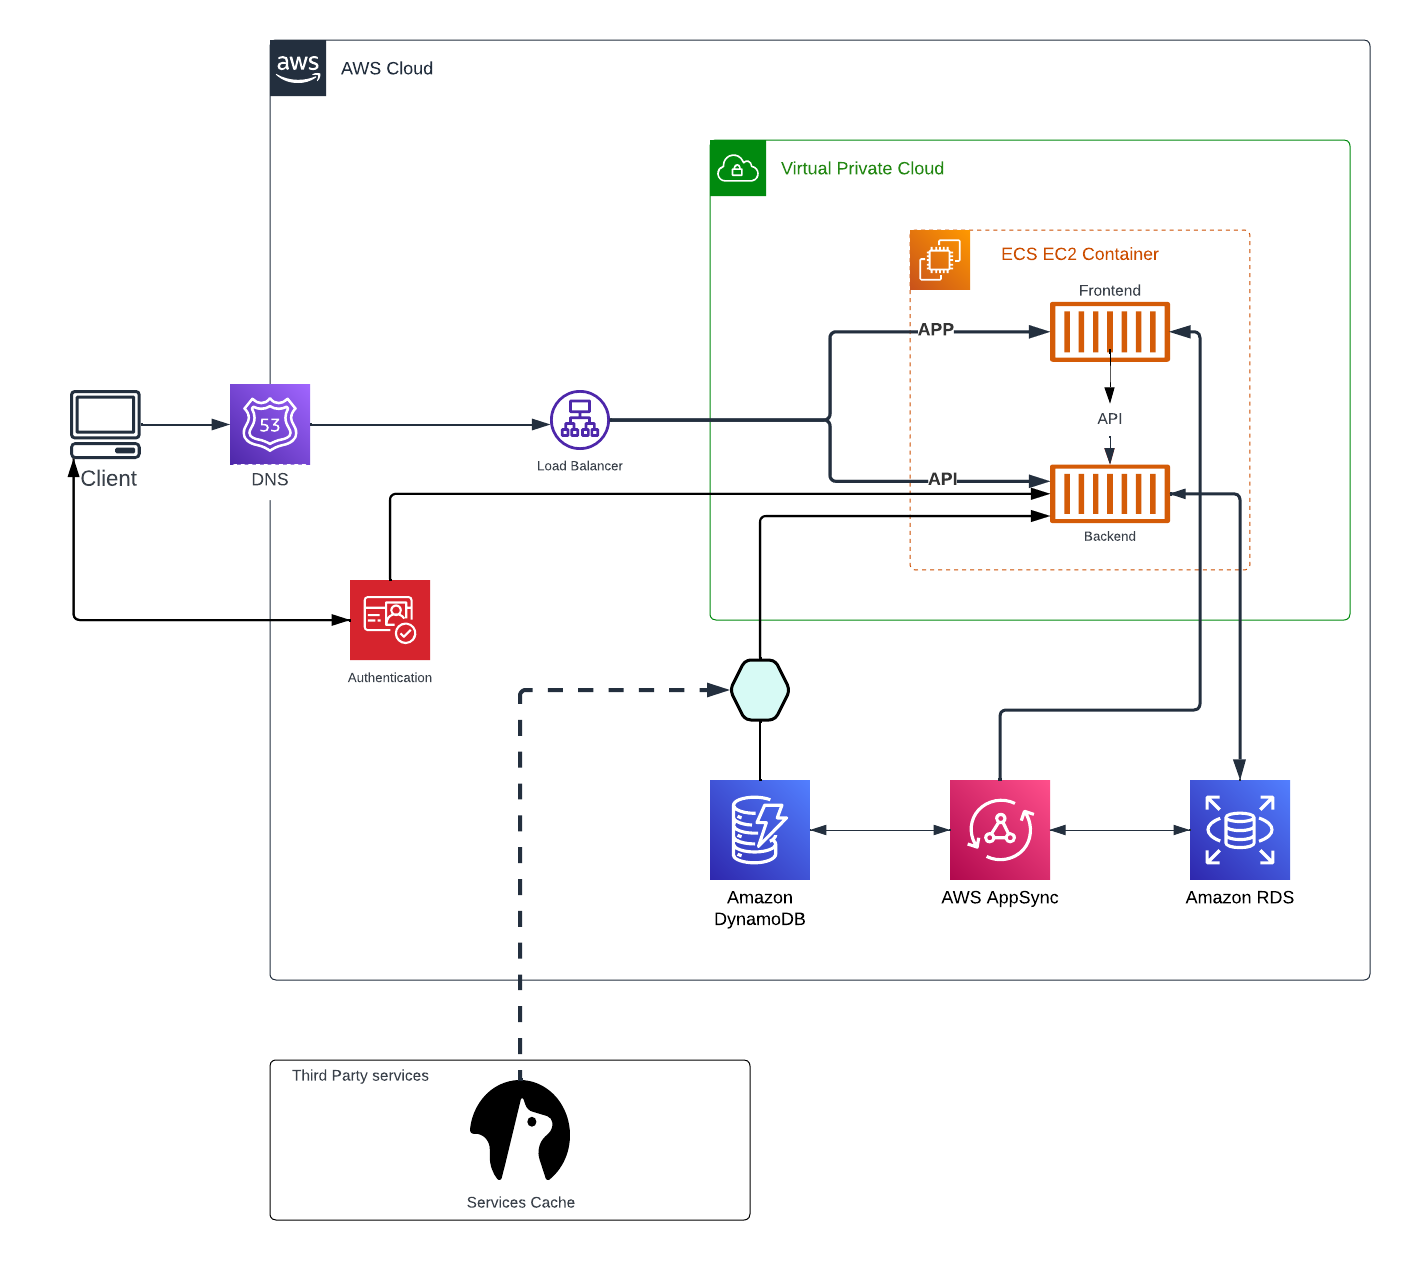 aws
AWS Cloud
Virtual Private Cloud
ECS EC2 Container
Frontend
APP
API
53
Client
DNS
Load Balancer
API
Backend
Authentication
Amazon
DynamoDB
AWS AppSync
Amazon RDS
Third Party services
Services Cache